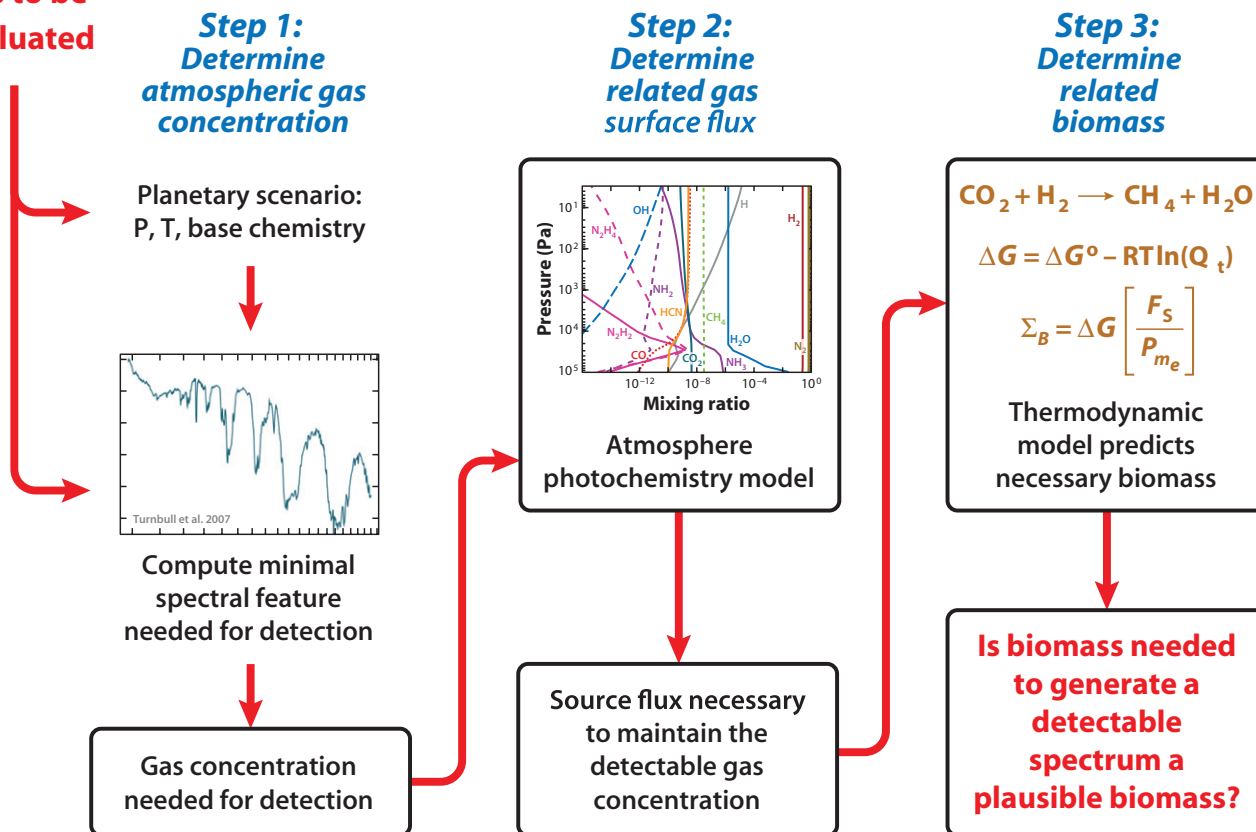 to be
luated
Step 1:
Determine
atmospheric gas
concentration
Planetary scenario:
P, T, base chemistry
Turnbull et al. 2007
Compute minimal
spectral feature
needed for detection
Gas concentration
needed for detection
Step 2:
Determine
related gas
surface flux
Pressure (Pa)
10¹
10²
10³
10⁴
10⁵
OH
N₂H₄
H
H₂
NH₂
HCN
CH₄
N₂H₂
CO
CO₂
H₂O
NH₃
N₂
10⁻¹² 10⁻⁸ 10⁻⁴ 10⁰
Mixing ratio
Atmosphere
photochemistry model
Source flux necessary
to maintain the
detectable gas
concentration
Step 3:
Determine
related
biomass
CO₂ + H₂ ⟶ CH₄ + H₂O
ΔG = ΔG° – RT ln(Q t)
Σ_B = ΔG [F_S / P_{m_e}]
Thermodynamic
model predicts
necessary biomass
Is biomass needed
to generate a
detectable
spectrum a
plausible biomass?